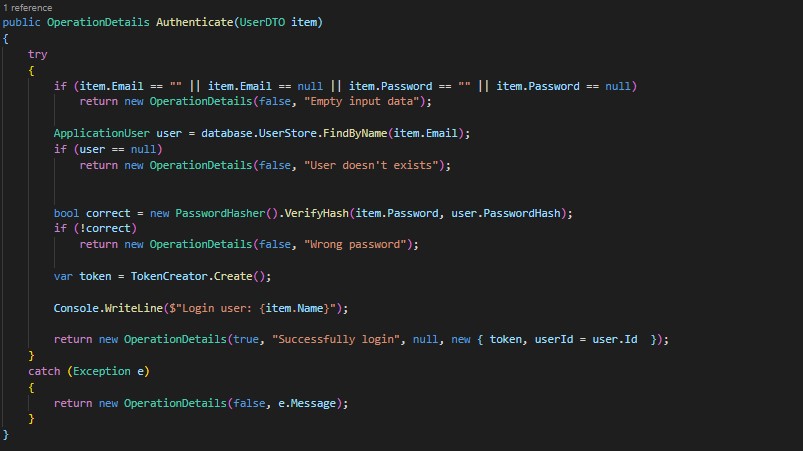 1 reference
public OperationDetails Authenticate(UserDTO item)
{
    try
    {
        if (item.Email == "" || item.Email == null || item.Password == "" || item.Password == null)
            return new OperationDetails(false, "Empty input data");
        ApplicationUser user = database.UserStore.FindByName(item.Email);
        if (user == null)
            return new OperationDetails(false, "User doesn't exists");
        bool correct = new PasswordHasher().VerifyHash(item.Password, user.PasswordHash);
        if (!correct)
            return new OperationDetails(false, "Wrong password");
        var token = TokenCreator.Create();
        Console.WriteLine($"Login user: {item.Name}");
        return new OperationDetails(true, "Successfully login", null, new { token, userId = user.Id  });
    }
    catch (Exception e)
    {
        return new OperationDetails(false, e.Message);
    }
}